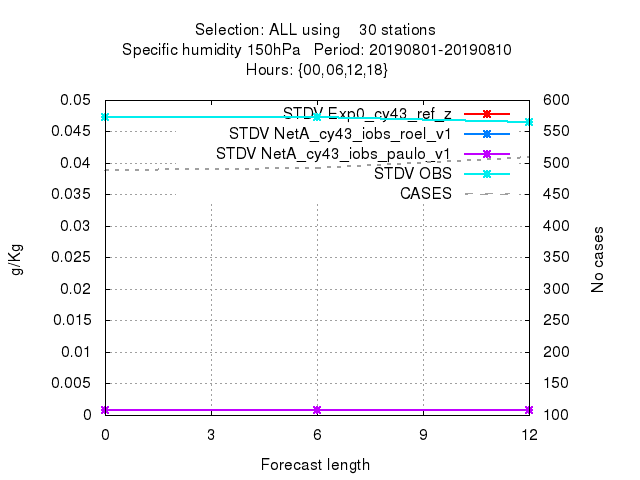 Selection: ALL using 30 stations
Specific humidity 150hPa Period: 20190801-20190810
Hours: {00,06,12,18}
0.05 600
STDV Exp0_cy43_ref_z
0.045 STDV NetA_cy43_iobs_roel_v1 550
STDV NetA_cy43_iobs_paulo_v1
0.04 500
STDV OBS
0.035 CASES 450
0.03 400
0.025 350
g/Kg No cases
0.02 300
0.015 250
0.01 200
0.005 150
0 100
0 3 6 9 12
Forecast length